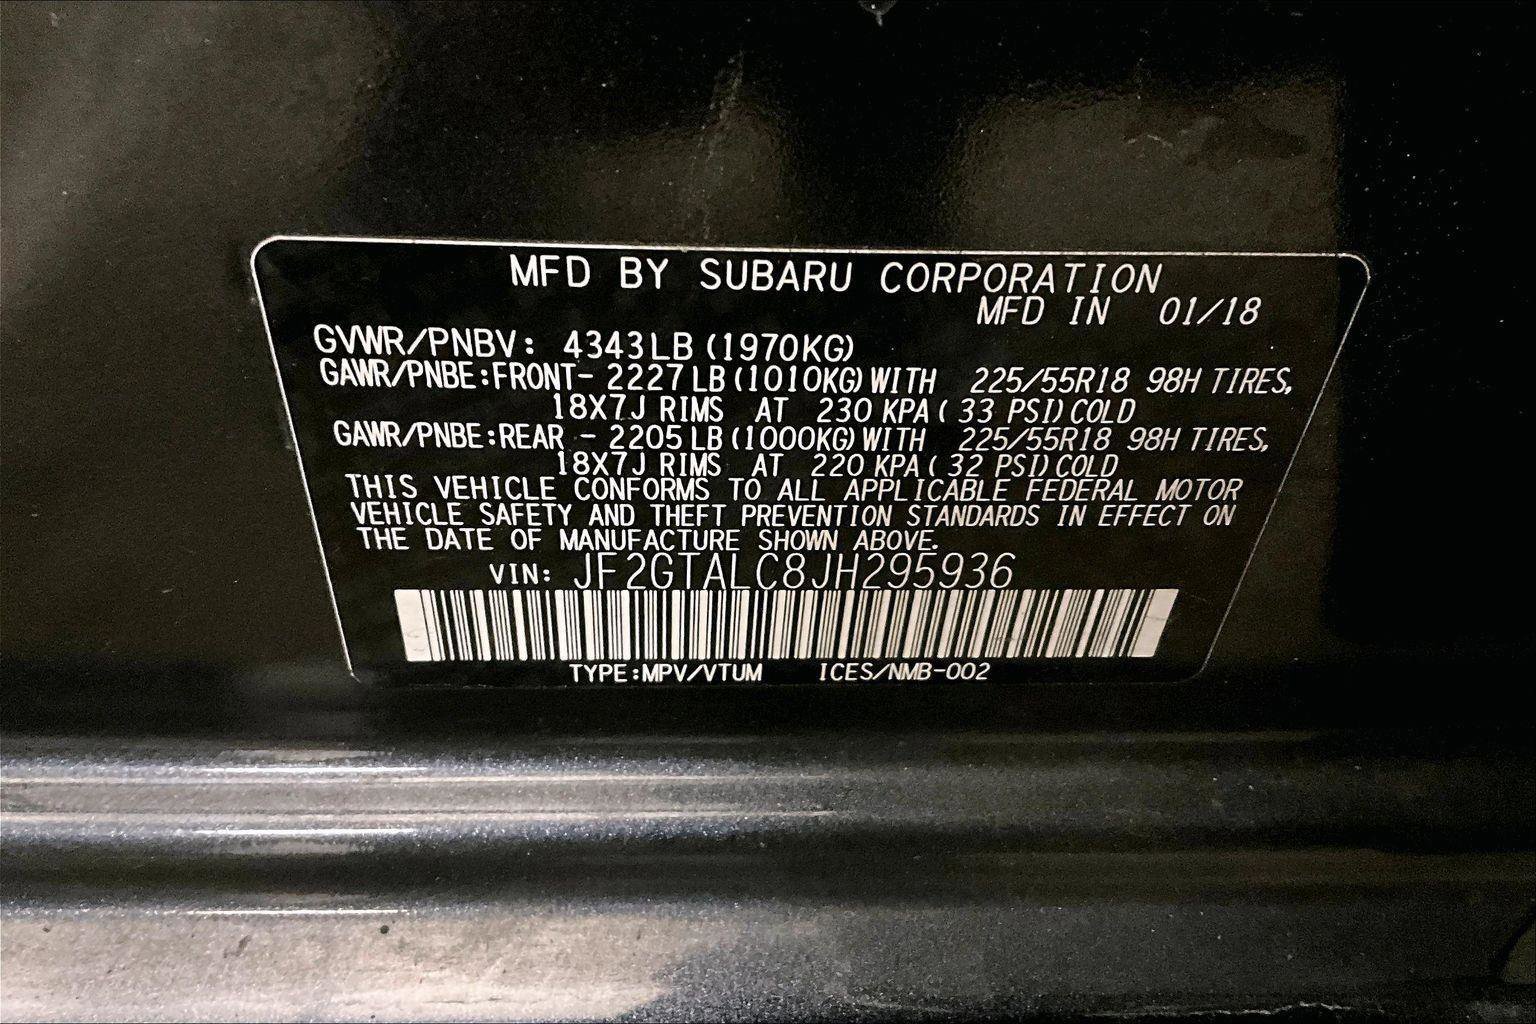 MFD BY SUBARU CORPORATION
MFD IN 01/18
GVWR/PNBV: 4343LB (1970KG)
GAWR/PNBE:FRONT- 2227LB(1010KG)WITH 225/55R18 98H TIRES,
18X7J RIMS AT 230 KPA( 33 PSI)COLD
GAWR/PNBE:REAR - 2205LB(1000KG)WITH 225/55R18 98H TIRES,
18X7J RIMS AT 220 KPA( 32 PSI)COLD
THIS VEHICLE CONFORMS TO ALL APPLICABLE FEDERAL MOTOR
VEHICLE SAFETY AND THEFT PREVENTION STANDARDS IN EFFECT ON
THE DATE OF MANUFACTURE SHOWN ABOVE.
VIN: JF2GTALC8JH295936
TYPE:MPV/VTUM ICES/NMB-002